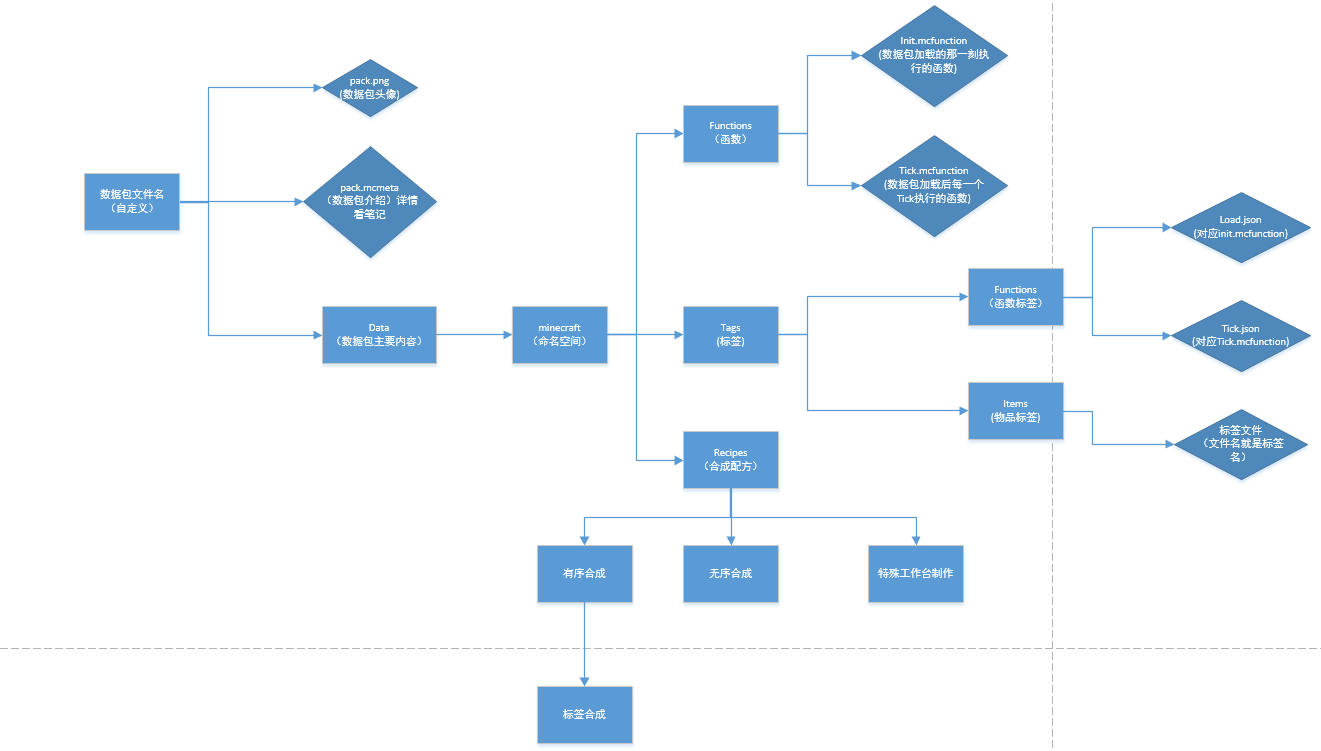 数据包文件名
（自定义）
pack.png
(数据包头像)
pack.mcmeta
（数据包介绍）详情
看笔记
Data
（数据包主要内容）
minecraft
（命名空间）
Functions
（函数）
Init.mcfunction
(数据包加载的那一刻执
行的函数)
Tick.mcfunction
(数据包加载后每一个
Tick执行的函数)
Tags
(标签)
Functions
（函数标签）
Load.json
(对应init.mcfunction)
Tick.json
(对应Tick.mcfunction)
Items
(物品标签)
标签文件
（文件名就是标签
名）
Recipes
（合成配方）
有序合成
无序合成
特殊工作台制作
标签合成